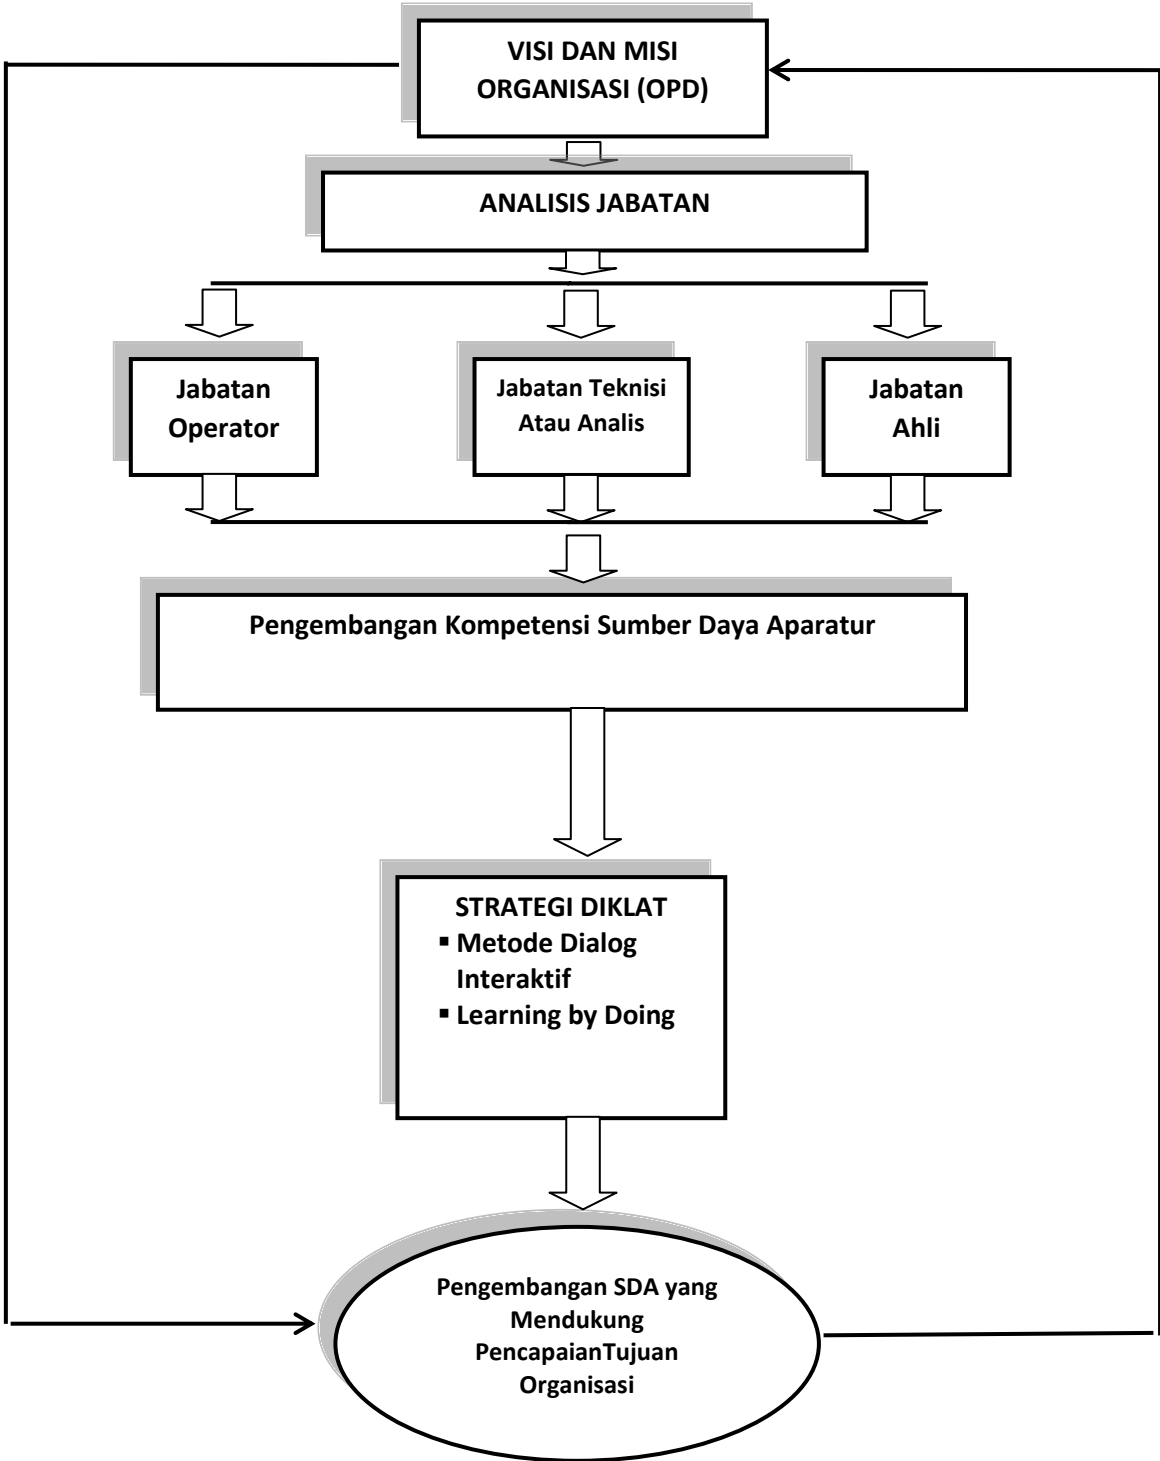 VISI DAN MISI
ORGANISASI (OPD)
ANALISIS JABATAN
Jabatan
Operator
Jabatan Teknisi
Atau Analis
Jabatan
Ahli
Pengembangan Kompetensi Sumber Daya Aparatur
STRATEGI DIKLAT
▪ Metode Dialog
Interaktif
▪ Learning by Doing
Pengembangan SDA yang
Mendukung
PencapaianTujuan
Organisasi